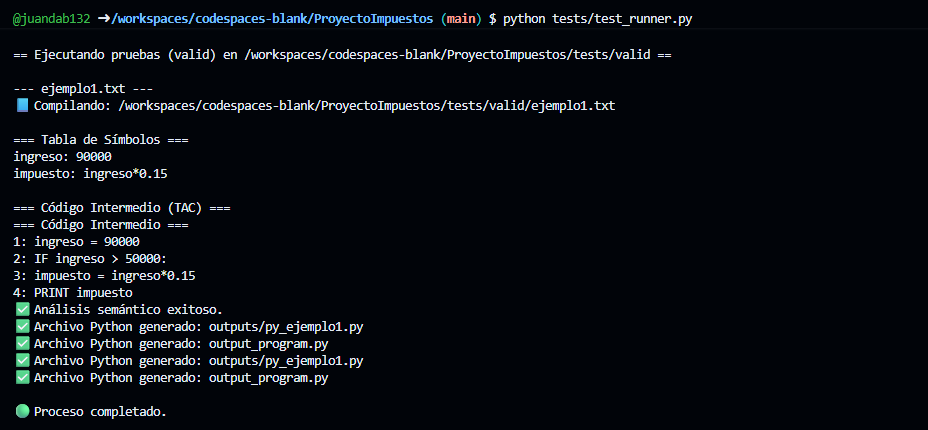 @juandab132 ➜/workspaces/codespaces-blank/ProyectoImpuestos (main) $ python tests/test_runner.py
== Ejecutando pruebas (valid) en /workspaces/codespaces-blank/ProyectoImpuestos/tests/valid ==
--- ejemplo1.txt ---
📘 Compilando: /workspaces/codespaces-blank/ProyectoImpuestos/tests/valid/ejemplo1.txt
=== Tabla de Símbolos ===
ingreso: 90000
impuesto: ingreso*0.15
=== Código Intermedio (TAC) ===
=== Código Intermedio ===
1: ingreso = 90000
2: IF ingreso > 50000:
3: impuesto = ingreso*0.15
4: PRINT impuesto
✅ Análisis semántico exitoso.
✅ Archivo Python generado: outputs/py_ejemplo1.py
✅ Archivo Python generado: output_program.py
✅ Archivo Python generado: outputs/py_ejemplo1.py
✅ Archivo Python generado: output_program.py
🟢 Proceso completado.